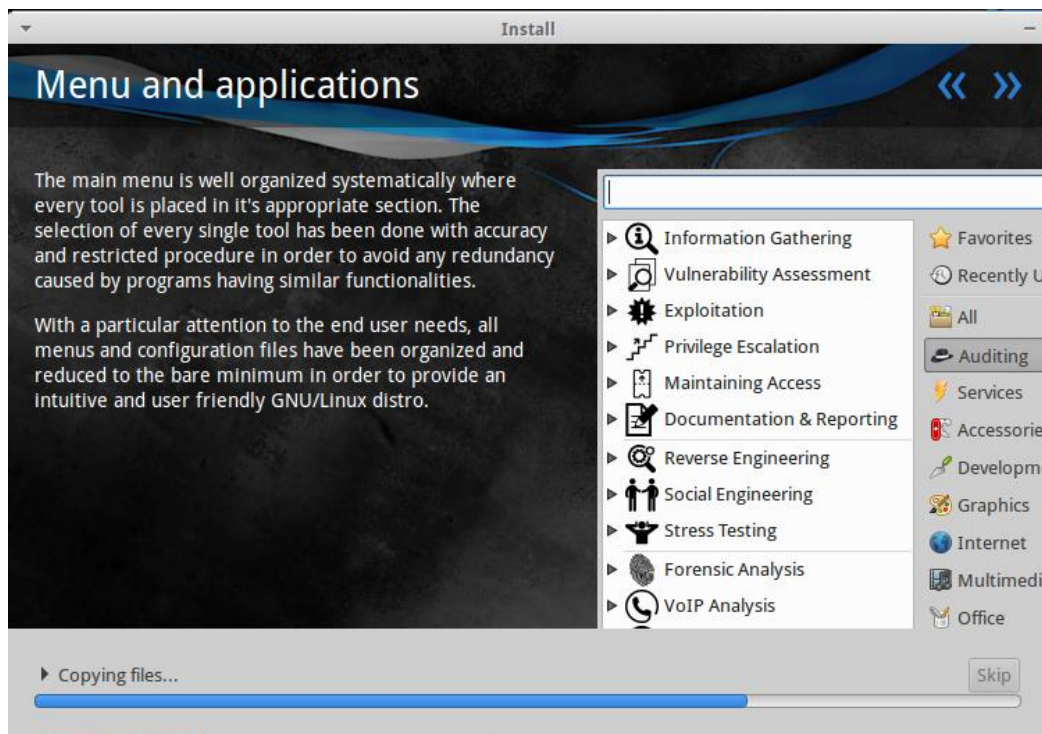 Install
Menu and applications
The main menu is well organized systematically where
every tool is placed in it's appropriate section. The
selection of every single tool has been done with accuracy
and restricted procedure in order to avoid any redundancy
caused by programs having similar functionalities.
With a particular attention to the end user needs, all
menus and configuration files have been organized and
reduced to the bare minimum in order to provide an
intuitive and user friendly GNU/Linux distro.
Information Gathering
Vulnerability Assessment
Exploitation
Privilege Escalation
Maintaining Access
Documentation & Reporting
Reverse Engineering
Social Engineering
Stress Testing
Forensic Analysis
VoIP Analysis
Favorites
Recently U
All
Auditing
Services
Accessorie
Developm
Graphics
Internet
Multimedi
Office
Copying files...
Skip